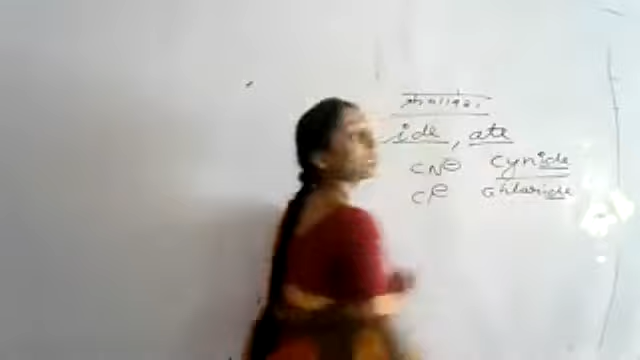 ide, ate
CN⊖ Cynide
Cl⊖ Chloride